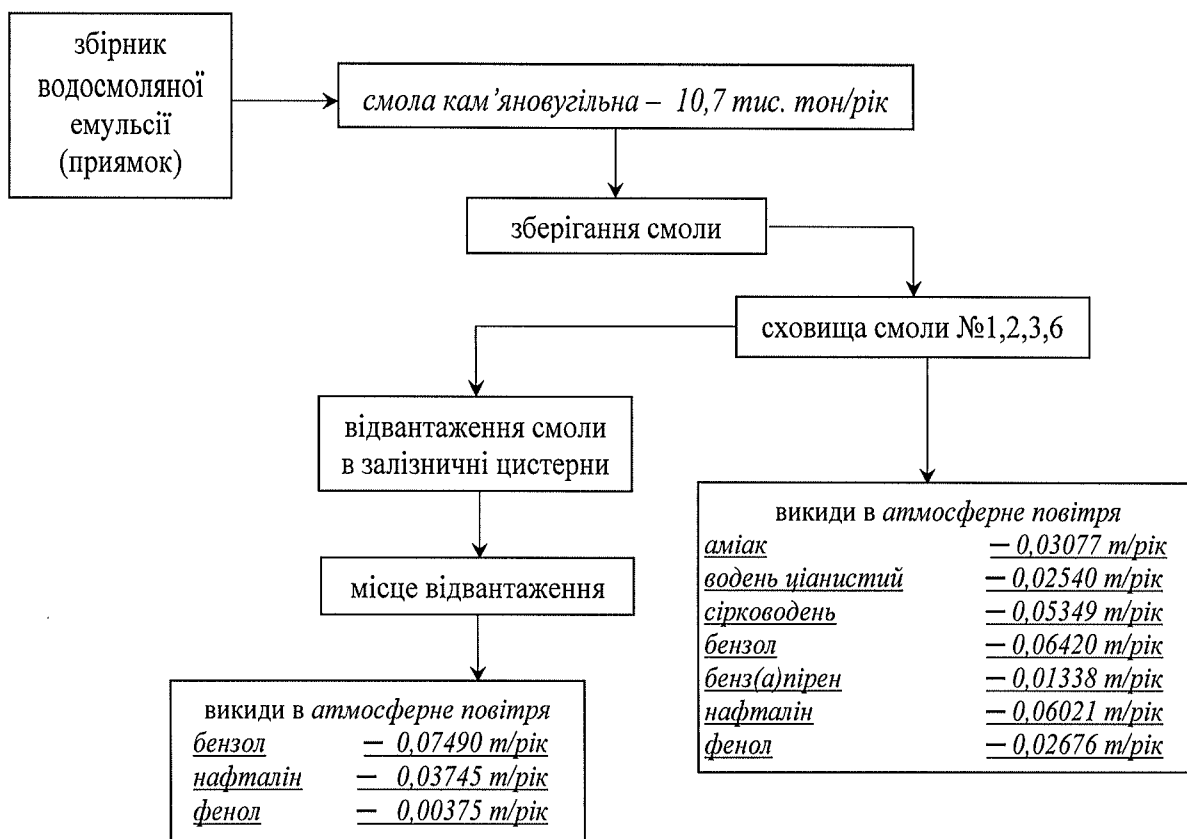 збірник
водосмоляної
емульсії
(приямок)
смола кам’яновугільна – 10,7 тис. тон/рік
зберігання смоли
сховища смоли №1,2,3,6
відвантаження смоли
в залізничні цистерни
місце відвантаження
викиди в атмосферне повітря
бензол – 0,07490 т/рік
нафталін – 0,03745 т/рік
фенол – 0,00375 т/рік
викиди в атмосферне повітря
аміак – 0,03077 т/рік
водень ціанистий – 0,02540 т/рік
сірководень – 0,05349 т/рік
бензол – 0,06420 т/рік
бенз(а)пірен – 0,01338 т/рік
нафталін – 0,06021 т/рік
фенол – 0,02676 т/рік